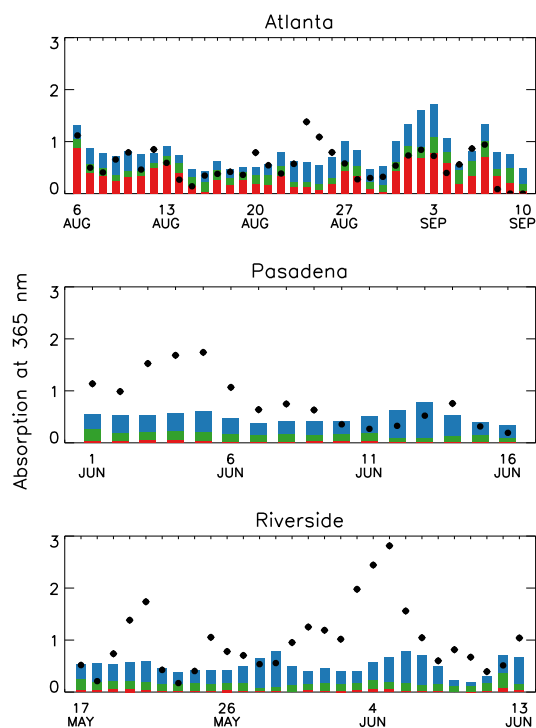 Atlanta
3
2
1
0
6 13 20 27 3 10
AUG AUG AUG AUG SEP SEP
Absorption at 365 nm
Pasadena
3
2
1
0
1 6 11 16
JUN JUN JUN JUN
Riverside
3
2
1
0
17 26 4 13
MAY MAY JUN JUN